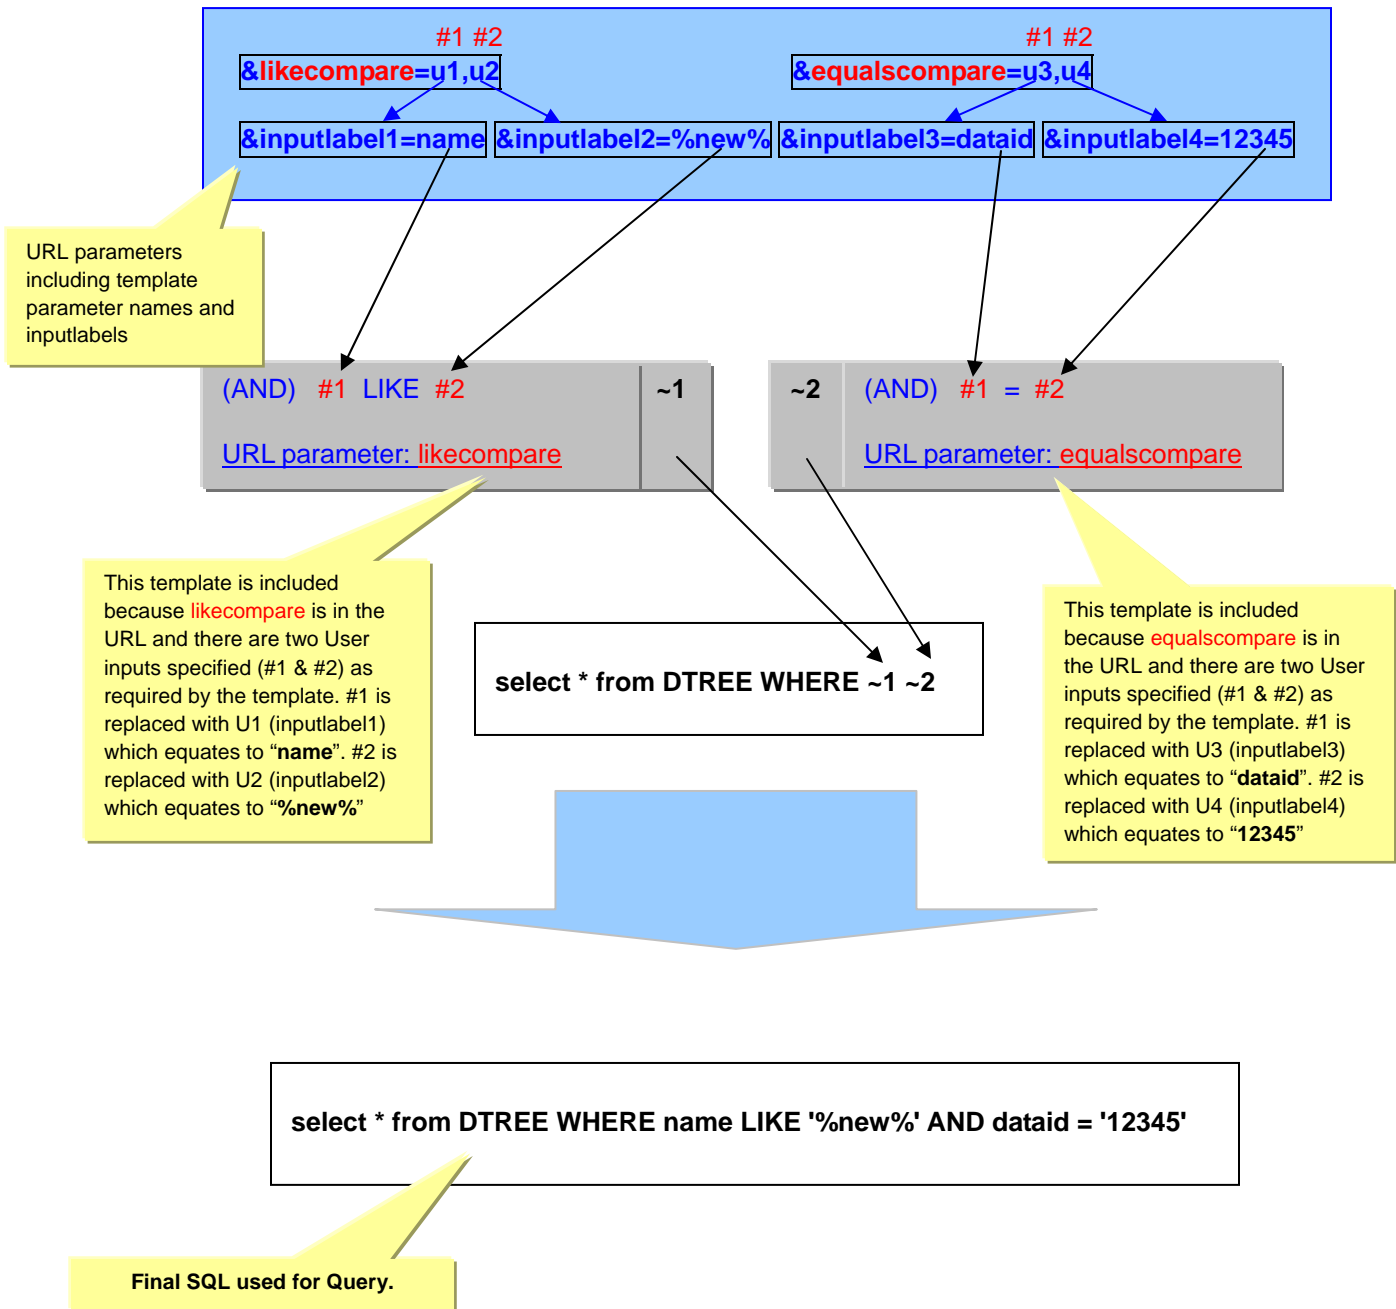 #1 #2
#1 #2
&likecompare=u1,u2
&equalscompare=u3,u4
&inputlabel1=name
&inputlabel2=%new%
&inputlabel3=dataid
&inputlabel4=12345
URL parameters
including template
parameter names and
inputlabels
(AND) #1 LIKE #2
~1
URL parameter: likecompare
~2
(AND) #1 = #2
URL parameter: equalscompare
This template is included
because likecompare is in the
URL and there are two User
inputs specified (#1 & #2) as
required by the template. #1 is
replaced with U1 (inputlabel1)
which equates to “name”. #2 is
replaced with U2 (inputlabel2)
which equates to “%new%”
This template is included
because equalscompare is in
the URL and there are two User
inputs specified (#1 & #2) as
required by the template. #1 is
replaced with U3 (inputlabel3)
which equates to “dataid”. #2 is
replaced with U4 (inputlabel4)
which equates to “12345”
select * from DTREE WHERE ~1 ~2
select * from DTREE WHERE name LIKE '%new%' AND dataid = '12345'
Final SQL used for Query.